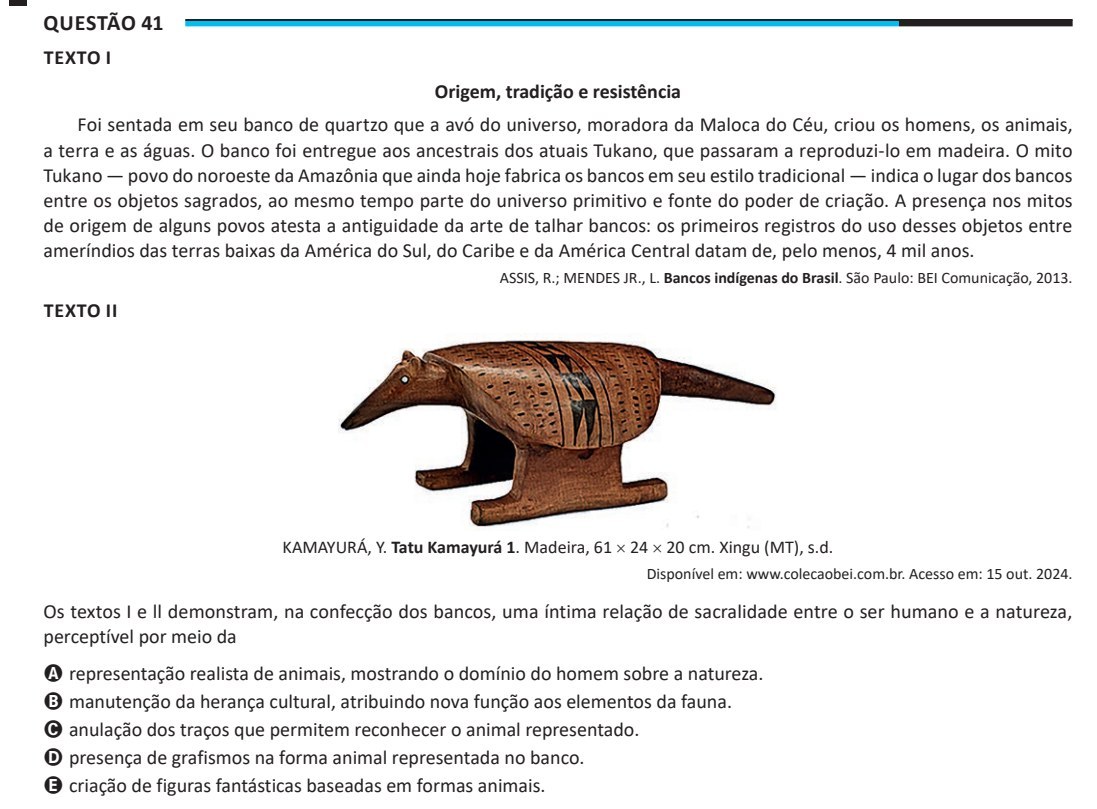 QUESTÃO 41
TEXTO I
Origem, tradição e resistência
Foi sentada em seu banco de quartzo que a avó do universo, moradora da Maloca do Céu, criou os homens, os animais,
a terra e as águas. O banco foi entregue aos ancestrais dos atuais Tukano, que passaram a reproduzi-lo em madeira. O mito
Tukano — povo do noroeste da Amazônia que ainda hoje fabrica os bancos em seu estilo tradicional — indica o lugar dos bancos
entre os objetos sagrados, ao mesmo tempo parte do universo primitivo e fonte do poder de criação. A presença nos mitos
de origem de alguns povos atesta a antiguidade da arte de talhar bancos: os primeiros registros do uso desses objetos entre
ameríndios das terras baixas da América do Sul, do Caribe e da América Central datam de, pelo menos, 4 mil anos.
ASSIS, R.; MENDES JR., L. Bancos indígenas do Brasil. São Paulo: BEI Comunicação, 2013.
TEXTO II
KAMAYURÁ, Y. Tatu Kamayurá 1. Madeira, 61 × 24 × 20 cm. Xingu (MT), s.d.
Disponível em: www.colecaobei.com.br. Acesso em: 15 out. 2024.
Os textos I e ll demonstram, na confecção dos bancos, uma íntima relação de sacralidade entre o ser humano e a natureza,
perceptível por meio da
A representação realista de animais, mostrando o domínio do homem sobre a natureza.
B manutenção da herança cultural, atribuindo nova função aos elementos da fauna.
C anulação dos traços que permitem reconhecer o animal representado.
D presença de grafismos na forma animal representada no banco.
E criação de figuras fantásticas baseadas em formas animais.